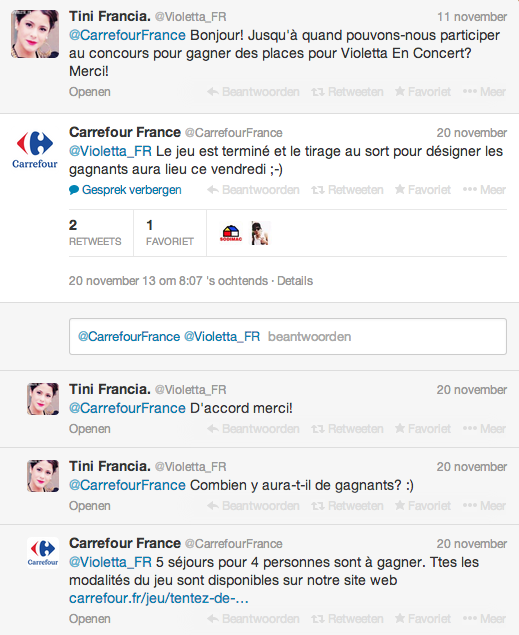 Tini Francia. @Violetta_FR 11 november
@CarrefourFrance Bonjour! Jusqu'à quand pouvons-nous participer
au concours pour gagner des places pour Violetta En Concert?
Merci!
Openen Beantwoorden Retweeten Favoriet Meer
Carrefour France @CarrefourFrance 20 november
@Violetta_FR Le jeu est terminé et le tirage au sort pour désigner les
gagnants aura lieu ce vendredi ;-)
Carrefour
Gesprek verbergen Beantwoorden Retweeten Favoriet Meer
2 1
RETWEETS FAVORIET
SODIMAC
20 november 13 om 8:07 's ochtends · Details
@CarrefourFrance @Violetta_FR beantwoorden
Tini Francia. @Violetta_FR 20 november
@CarrefourFrance D'accord merci!
Openen Beantwoorden Retweeten Favoriet Meer
Tini Francia. @Violetta_FR 20 november
@CarrefourFrance Combien y aura-t-il de gagnants? :)
Openen Beantwoorden Retweeten Favoriet Meer
Carrefour France @CarrefourFrance 20 november
@Violetta_FR 5 séjours pour 4 personnes sont à gagner. Ttes les
Carrefour
modalités du jeu sont disponibles sur notre site web
carrefour.fr/jeu/tentez-de-…
Openen Beantwoorden Retweeten Favoriet Meer